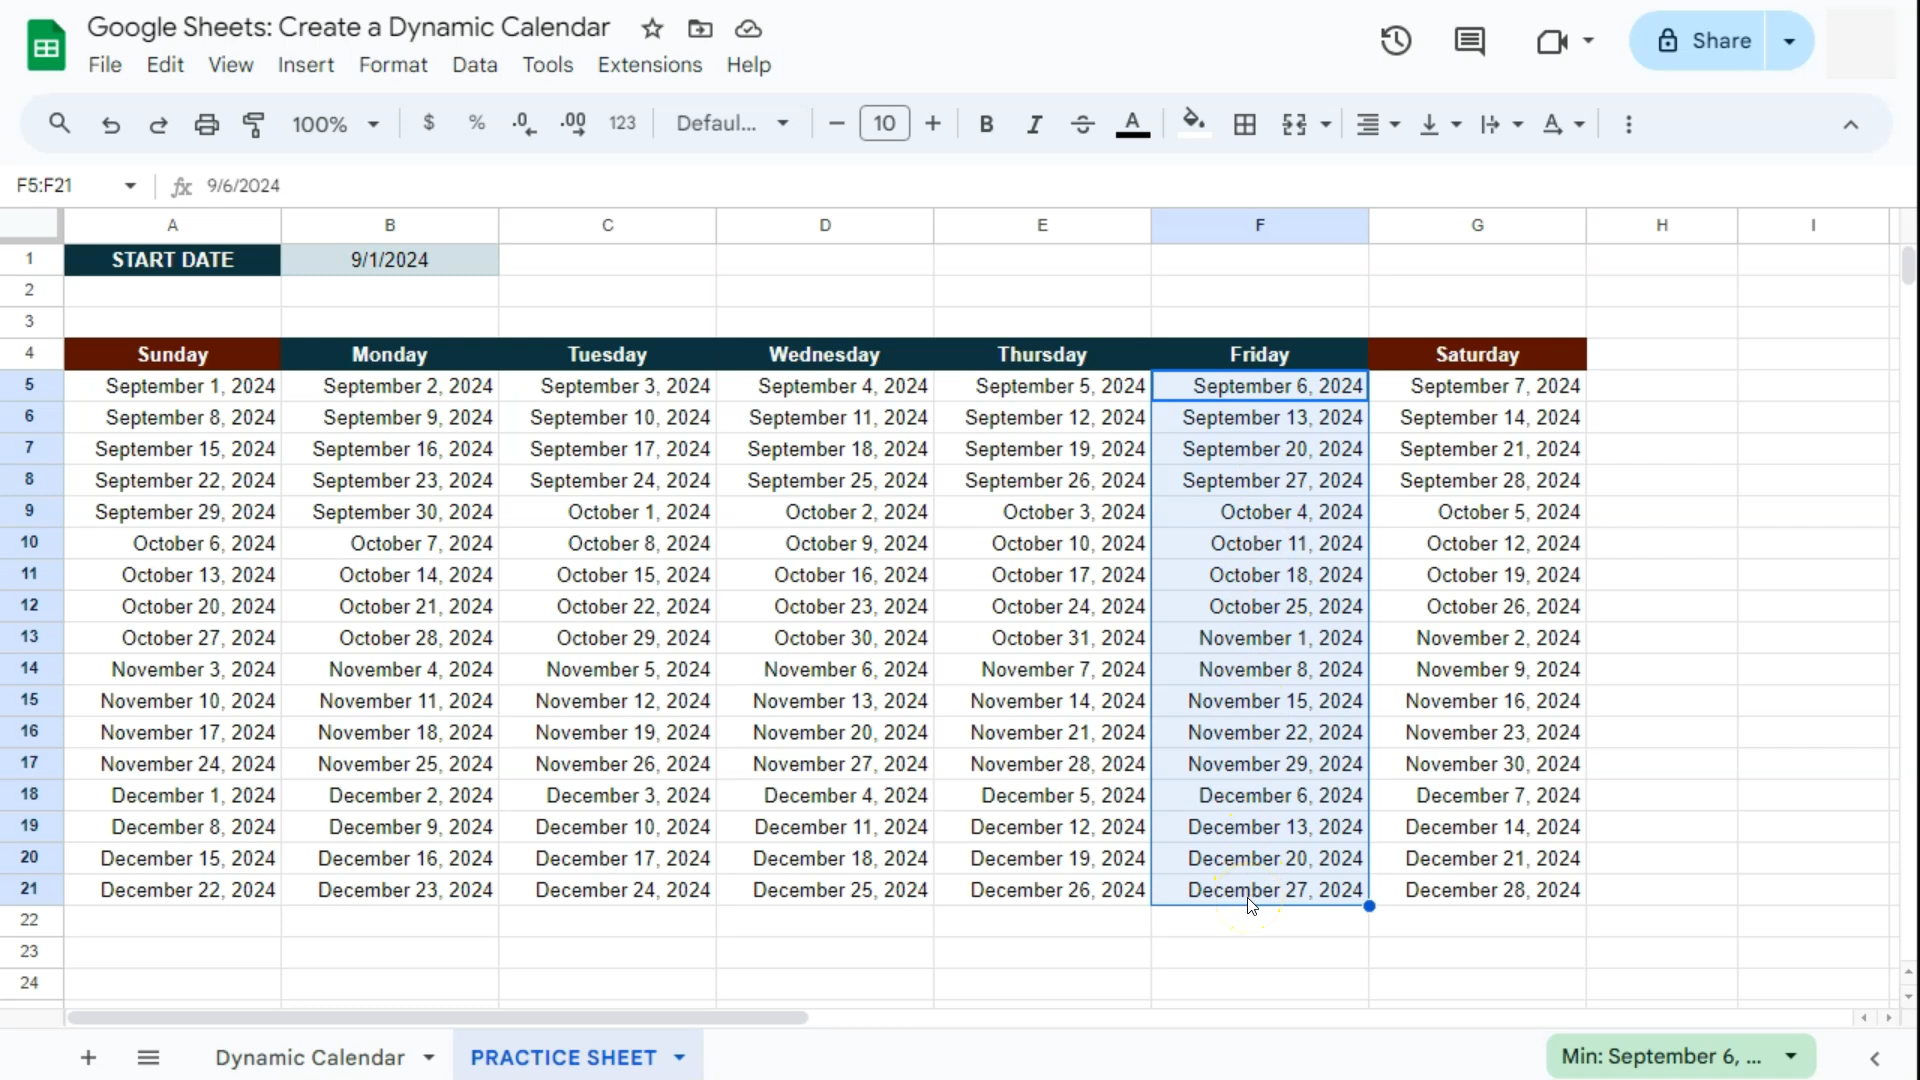 Google Sheets: Create a Dynamic Calendar
File Edit View Insert Format Data Tools Extensions Help
Share
100% $ % .0 .00 123 Defaul... 10 B I A A
F5:F21 fx 9/6/2024
A B C D E F G H I
1 START DATE 9/1/2024
2
3
4 Sunday Monday Tuesday Wednesday Thursday Friday Saturday
5 September 1, 2024 September 2, 2024 September 3, 2024 September 4, 2024 September 5, 2024 September 6, 2024 September 7, 2024
6 September 8, 2024 September 9, 2024 September 10, 2024 September 11, 2024 September 12, 2024 September 13, 2024 September 14, 2024
7 September 15, 2024 September 16, 2024 September 17, 2024 September 18, 2024 September 19, 2024 September 20, 2024 September 21, 2024
8 September 22, 2024 September 23, 2024 September 24, 2024 September 25, 2024 September 26, 2024 September 27, 2024 September 28, 2024
9 September 29, 2024 September 30, 2024 October 1, 2024 October 2, 2024 October 3, 2024 October 4, 2024 October 5, 2024
10 October 6, 2024 October 7, 2024 October 8, 2024 October 9, 2024 October 10, 2024 October 11, 2024 October 12, 2024
11 October 13, 2024 October 14, 2024 October 15, 2024 October 16, 2024 October 17, 2024 October 18, 2024 October 19, 2024
12 October 20, 2024 October 21, 2024 October 22, 2024 October 23, 2024 October 24, 2024 October 25, 2024 October 26, 2024
13 October 27, 2024 October 28, 2024 October 29, 2024 October 30, 2024 October 31, 2024 November 1, 2024 November 2, 2024
14 November 3, 2024 November 4, 2024 November 5, 2024 November 6, 2024 November 7, 2024 November 8, 2024 November 9, 2024
15 November 10, 2024 November 11, 2024 November 12, 2024 November 13, 2024 November 14, 2024 November 15, 2024 November 16, 2024
16 November 17, 2024 November 18, 2024 November 19, 2024 November 20, 2024 November 21, 2024 November 22, 2024 November 23, 2024
17 November 24, 2024 November 25, 2024 November 26, 2024 November 27, 2024 November 28, 2024 November 29, 2024 November 30, 2024
18 December 1, 2024 December 2, 2024 December 3, 2024 December 4, 2024 December 5, 2024 December 6, 2024 December 7, 2024
19 December 8, 2024 December 9, 2024 December 10, 2024 December 11, 2024 December 12, 2024 December 13, 2024 December 14, 2024
20 December 15, 2024 December 16, 2024 December 17, 2024 December 18, 2024 December 19, 2024 December 20, 2024 December 21, 2024
21 December 22, 2024 December 23, 2024 December 24, 2024 December 25, 2024 December 26, 2024 December 27, 2024 December 28, 2024
22
23
24
Dynamic Calendar PRACTICE SHEET Min: September 6, ...